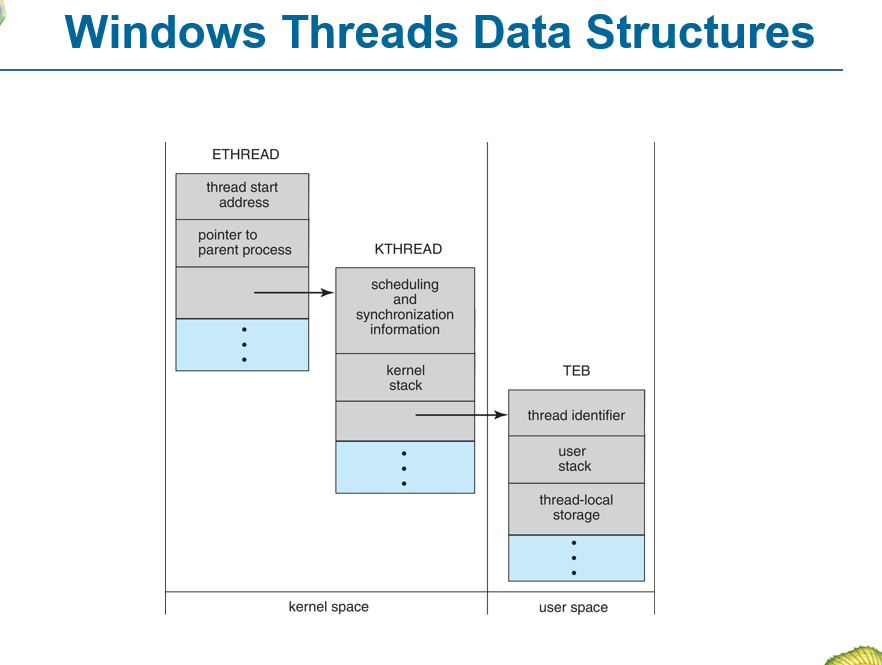 Windows Threads Data Structures
ETHREAD
thread start
address
pointer to
parent process
KTHREAD
scheduling
and
synchronization
information
kernel
stack
TEB
thread identifier
user
stack
thread-local
storage
kernel space
user space